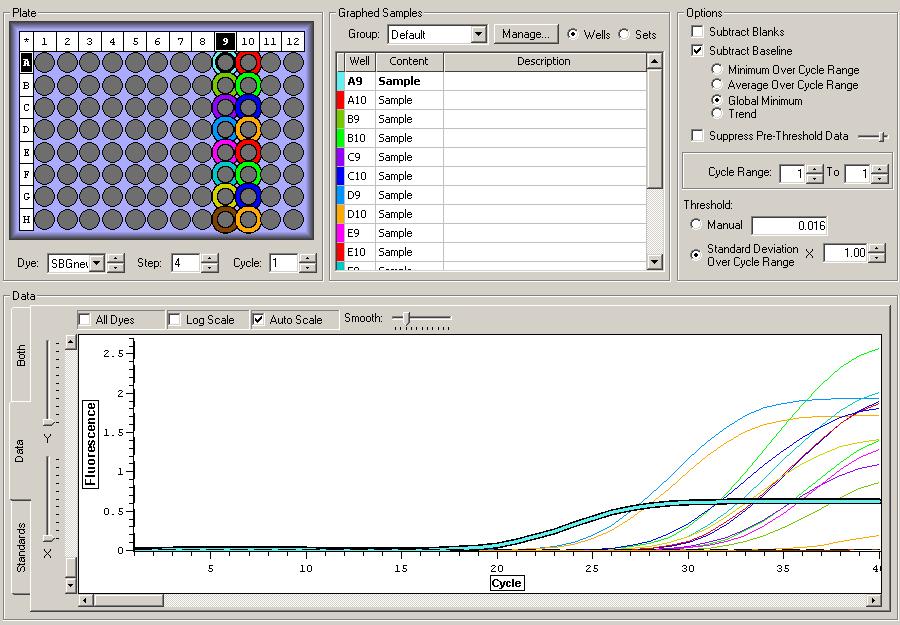 Plate
* 1 2 3 4 5 6 7 8 9 10 11 12
A
B
C
D
E
F
G
H
Dye: SBGnew Step: 4 Cycle: 1
Graphed Samples
Group: Default Manage... Wells Sets
Well Content Description
A9 Sample
A10 Sample
B9 Sample
B10 Sample
C9 Sample
C10 Sample
D9 Sample
D10 Sample
E9 Sample
E10 Sample
Options
Subtract Blanks
Subtract Baseline
Minimum Over Cycle Range
Average Over Cycle Range
Global Minimum
Trend
Suppress Pre-Threshold Data
Cycle Range: 1 To 1
Threshold:
Manual 0.016
Standard Deviation
Over Cycle Range X 1.00
Data
All Dyes Log Scale Auto Scale Smooth:
Both
Data
Standards
Y
X
Fluorescence
2.5
2
1.5
1
0.5
0
5 10 15 20 25 30 35 40
Cycle